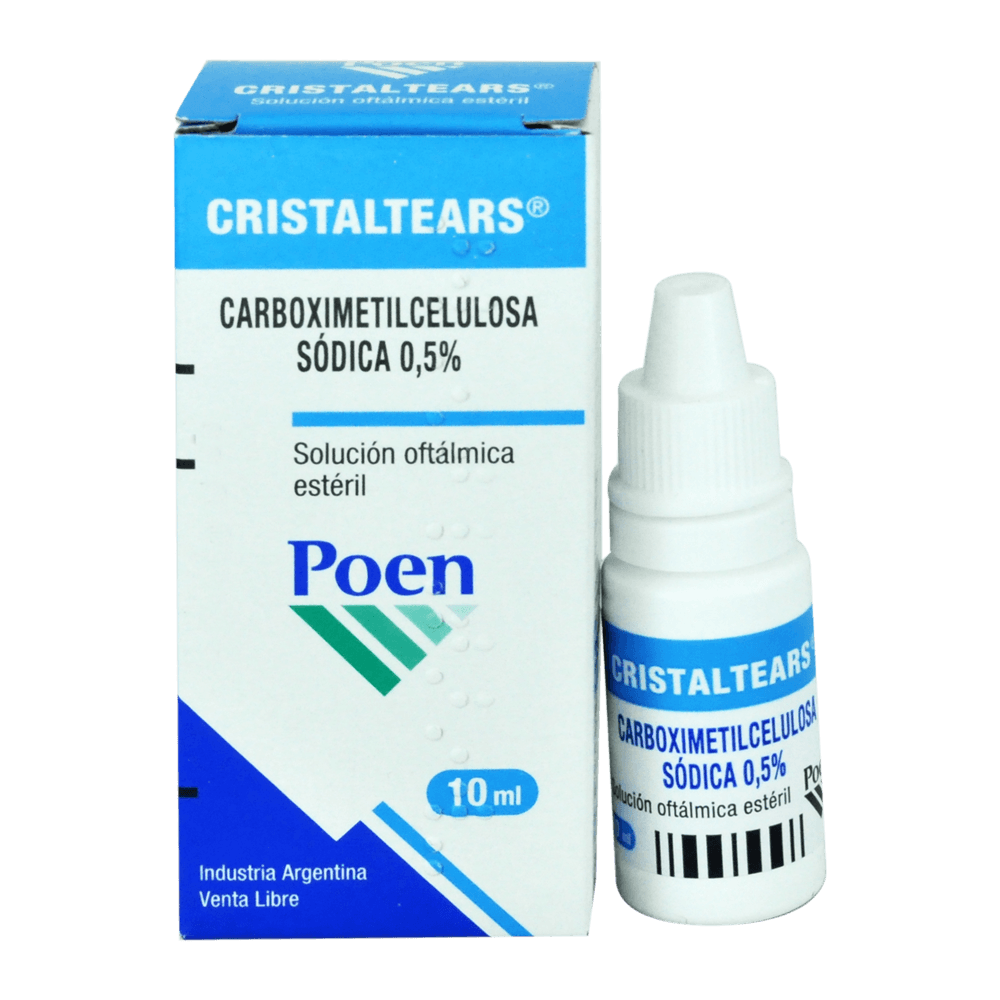 Poen
CRISTALTEARS®
Solución oftálmica estéril
CRISTALTEARS®
CARBOXIMETILCELULOSA
SÓDICA 0,5%
Solución oftálmica
estéril
Poen
10 ml
Industria Argentina
Venta Libre
CRISTALTEARS®
CARBOXIMETILCELULOSA
SÓDICA 0,5%
oftálmica estéril